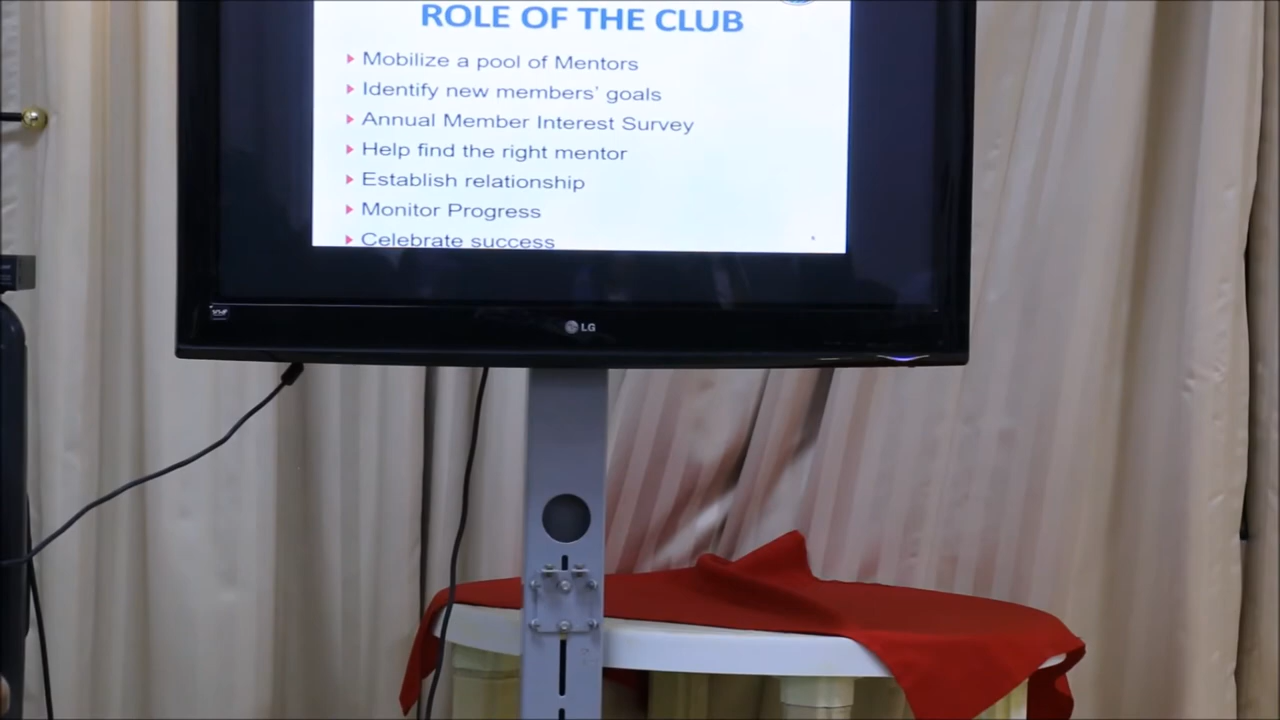 ROLE OF THE CLUB
Mobilize a pool of Mentors
Identify new members' goals
Annual Member Interest Survey
Help find the right mentor
Establish relationship
Monitor Progress
Celebrate success
LG